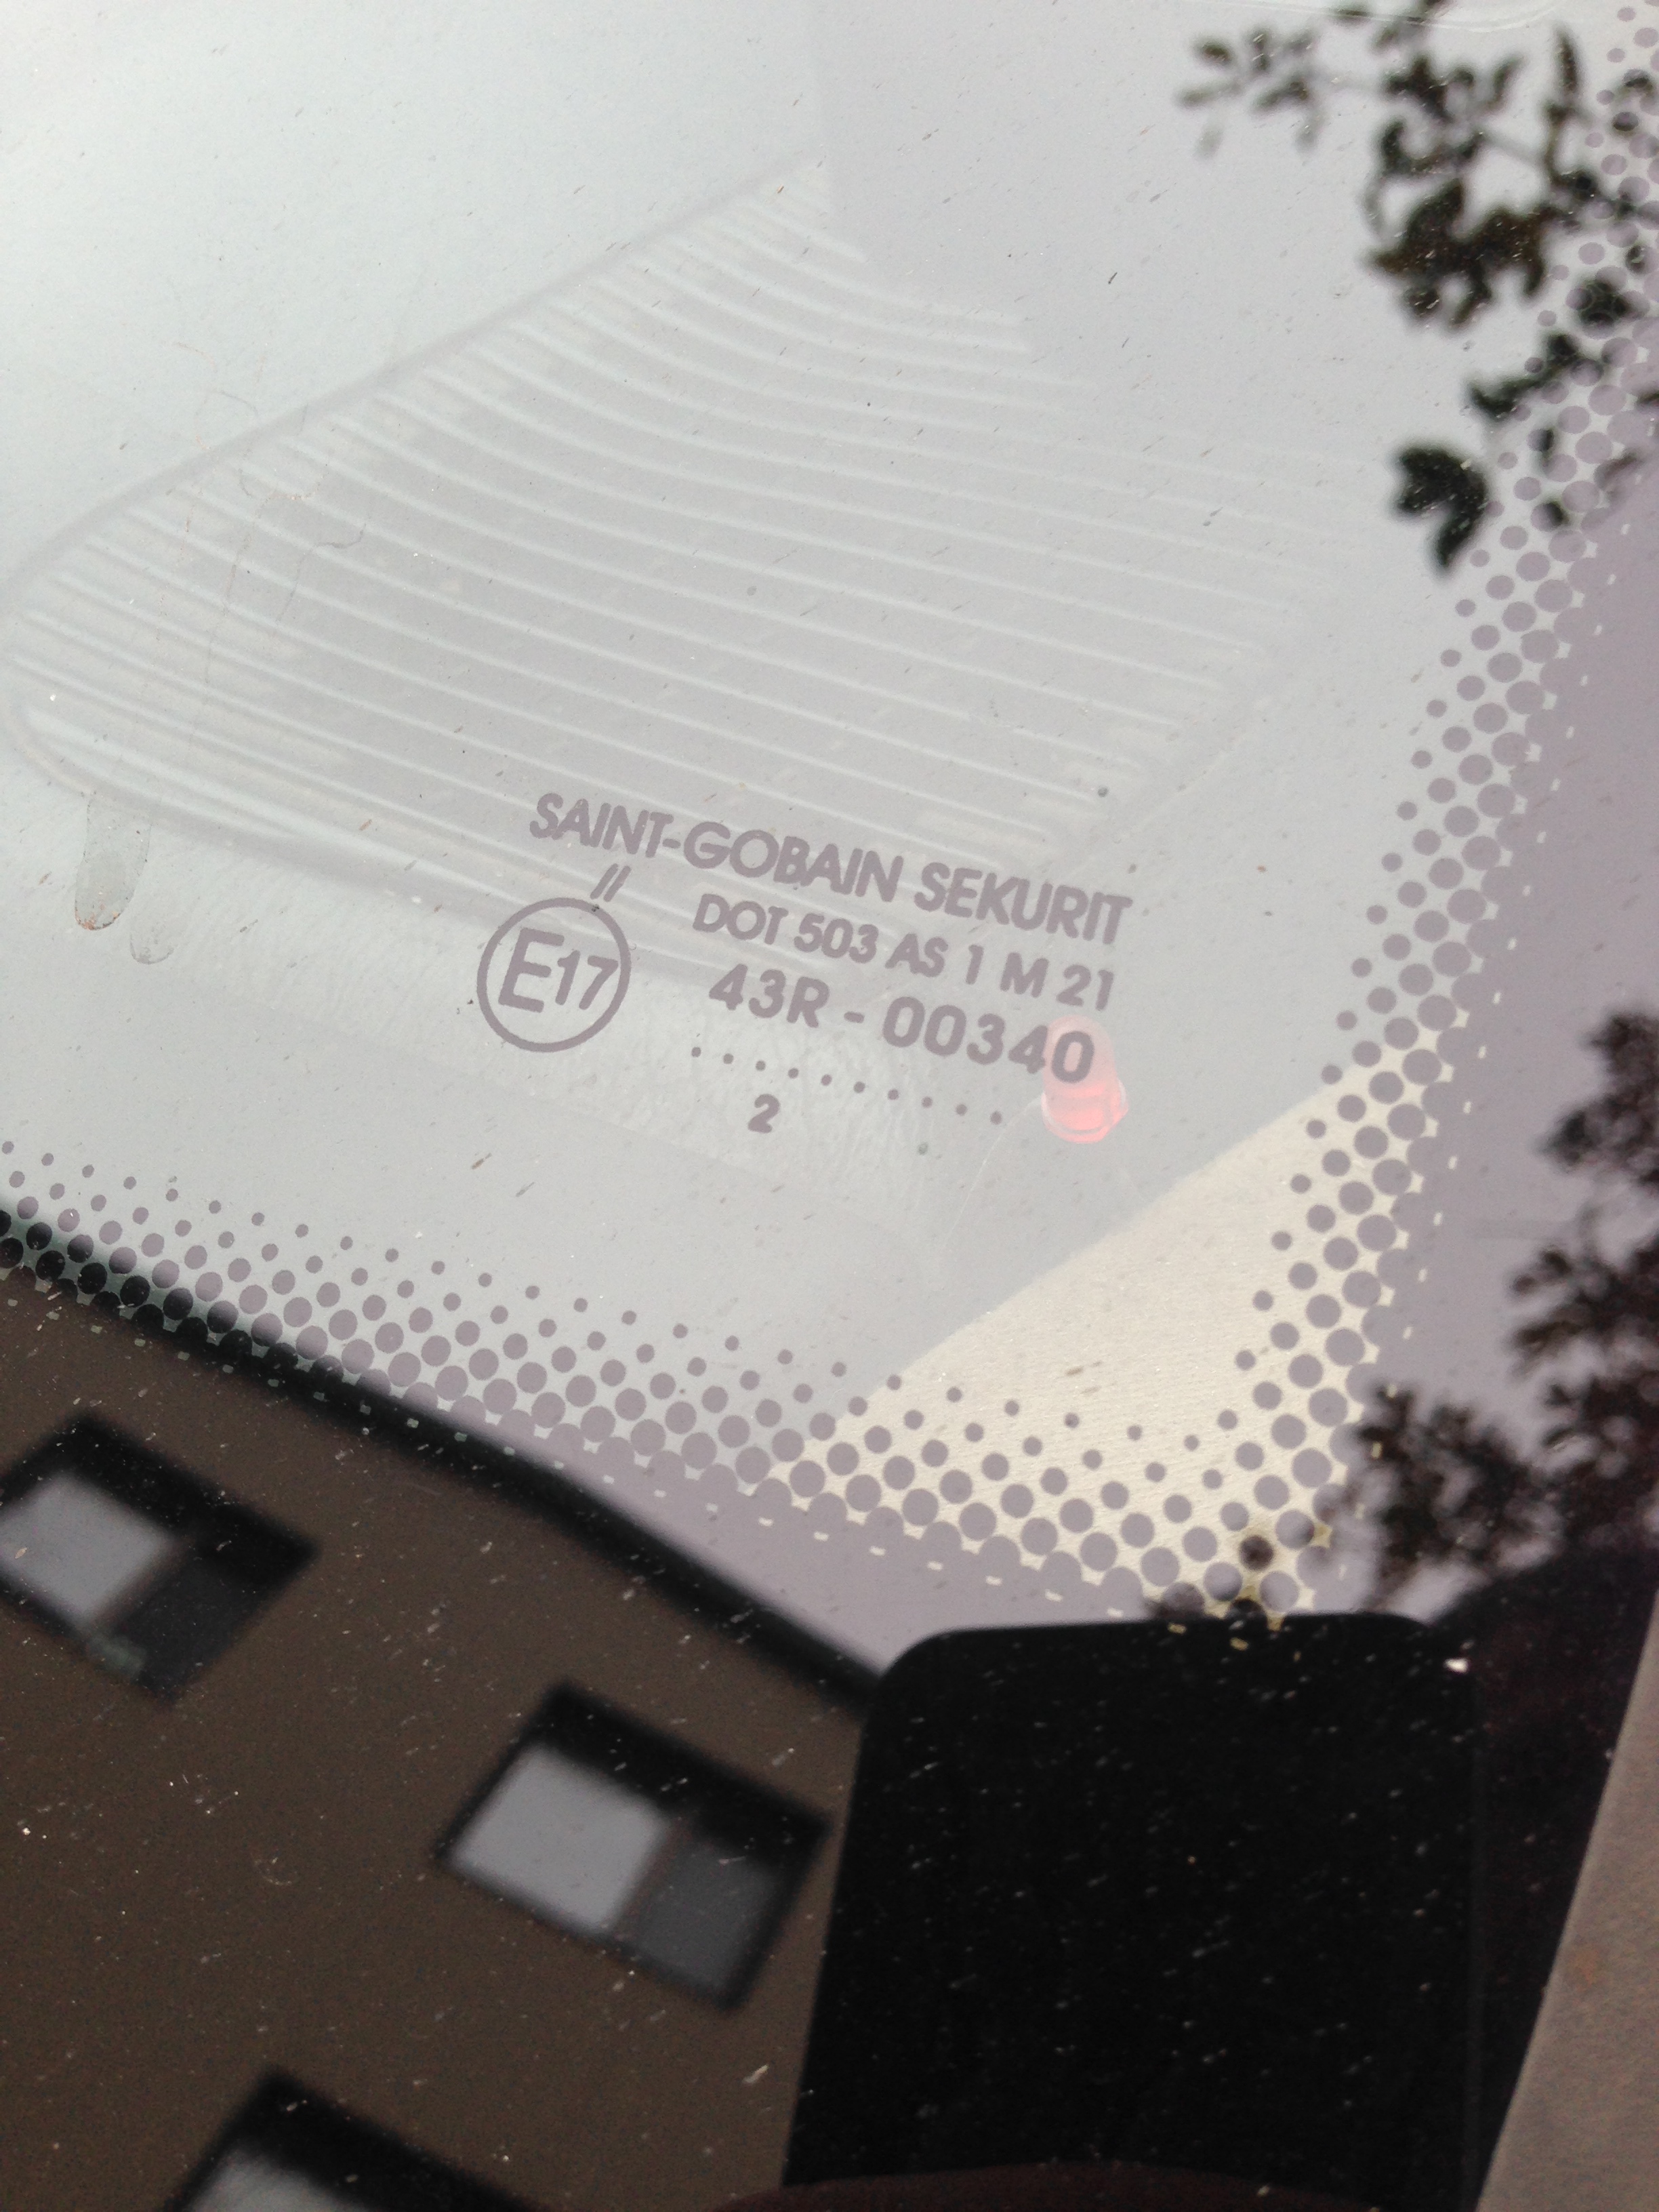 SAINT-GOBAIN SEKURIT
//
DOT 503 AS 1 M 21
E17
43R - 00340
..........
2